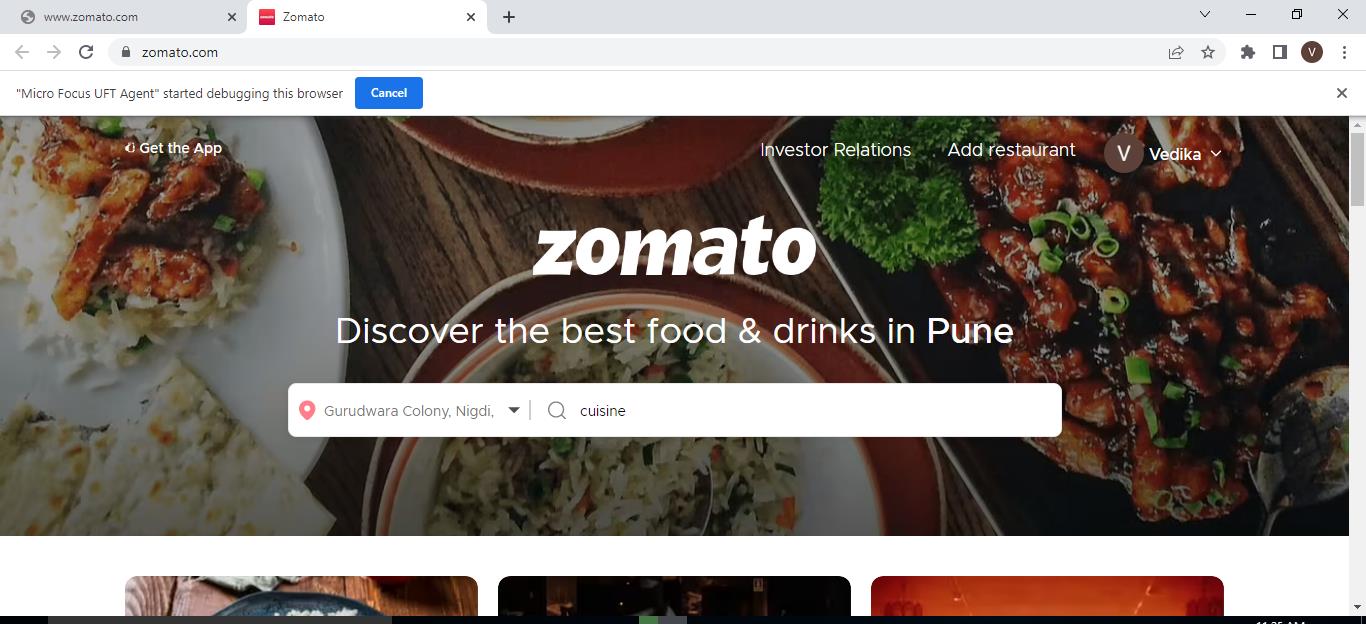 www.zomato.com
Zomato
zomato.com
V
"Micro Focus UFT Agent" started debugging this browser
Cancel
Get the App
Investor Relations
Add restaurant
V
Vedika
zomato
Discover the best food & drinks in Pune
Gurudwara Colony, Nigdi,
cuisine